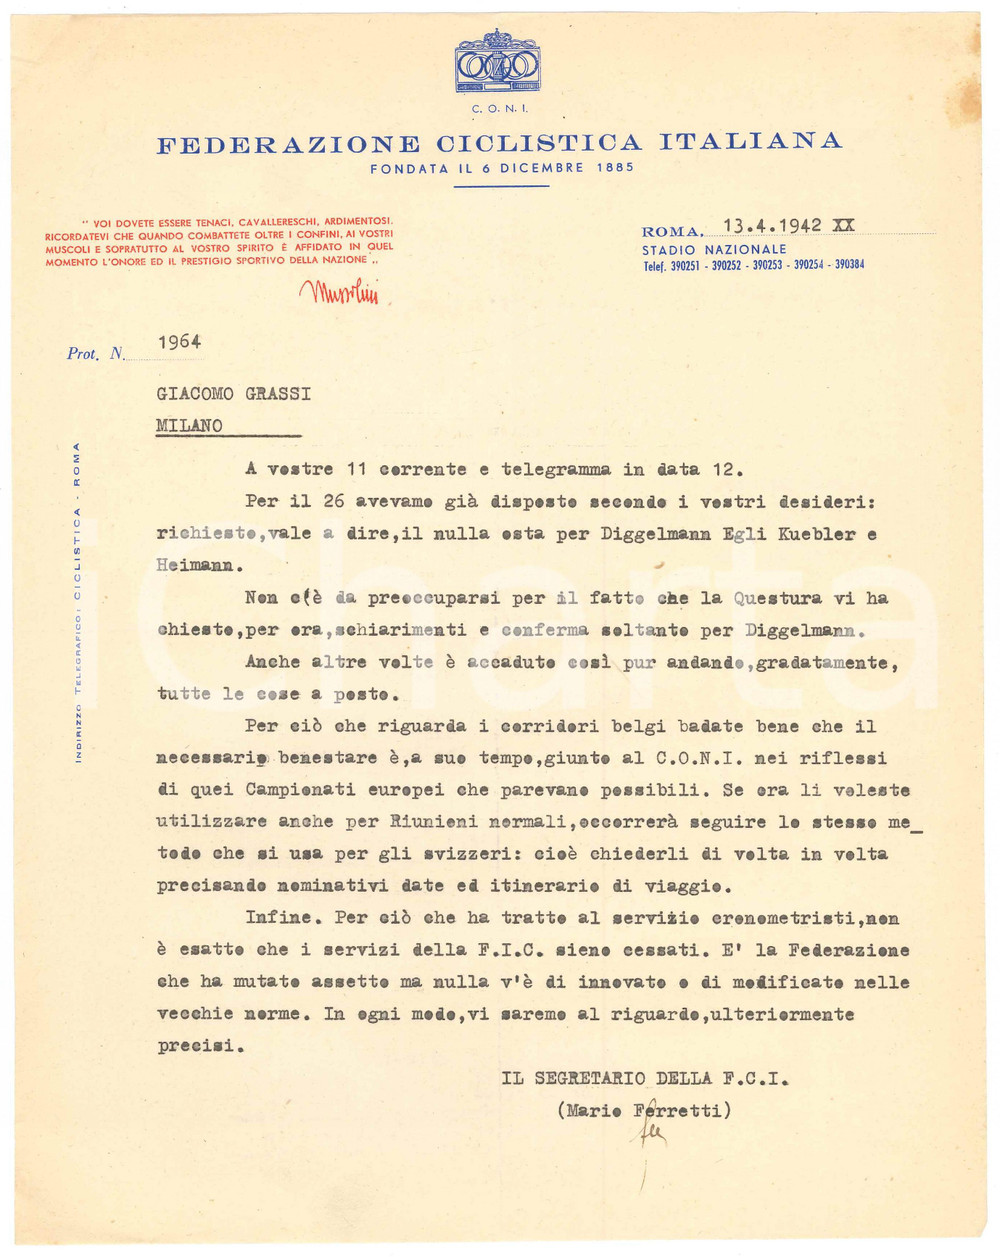 C. O. N. I.
FEDERAZIONE CICLISTICA ITALIANA
FONDATA IL 6 DICEMBRE 1885
“ VOI DOVETE ESSERE TENACI, CAVALLERESCHI, ARDIMENTOSI.
RICORDATEVI CHE QUANDO COMBATTETE OLTRE I CONFINI, AI VOSTRI
MUSCOLI E SOPRATUTTO AL VOSTRO SPIRITO È AFFIDATO IN QUEL
MOMENTO L'ONORE ED IL PRESTIGIO SPORTIVO DELLA NAZIONE „
Mussolini
ROMA, 13.4.1942 XX
STADIO NAZIONALE
Telef. 390251 - 390252 - 390253 - 390254 - 390384
Prot. N. 1964
GIACOMO GRASSI
MILANO
INDIRIZZO TELEGRAFICO: CICLISTICA - ROMA
A vostre 11 corrente e telegramma in data 12.
Per il 26 avevamo già disposto secondo i vostri desideri:
richiesto,vale a dire,il nulla osta per Diggelmann Egli Kuebler e
Heimann.
Non c(è da preoccuparsi per il fatto che la Questura vi ha
chiesto,per ora,schiarimenti e conferma soltanto per Diggelmann.
Anche altre volte è accaduto così pur andando,gradatamente,
tutte le cose a posto.
Per ciò che riguarda i corridori belgi badate bene che il
necessario benestare è,a suo tempo,giunto al C.O.N.I. nei riflessi
di quei Campionati europei che parevano possibili. Se ora li voleste
utilizzare anche per Riunioni normali,occorrerà seguire lo stesso me_
todo che si usa per gli svizzeri: cioè chiederli di volta in volta
precisando nominativi date ed itinerario di viaggio.
Infine. Per ciò che ha tratto al servizio cronometristi,non
è esatto che i servizi della F.I.C. siano cessati. E' la Federazione
che ha mutato assetto ma nulla v'è di innovato o di modificato nelle
vecchie norme. In ogni modo,vi saremo al riguardo,ulteriormente
precisi.
IL SEGRETARIO DELLA F.C.I.
(Mario Ferretti)
iCharta